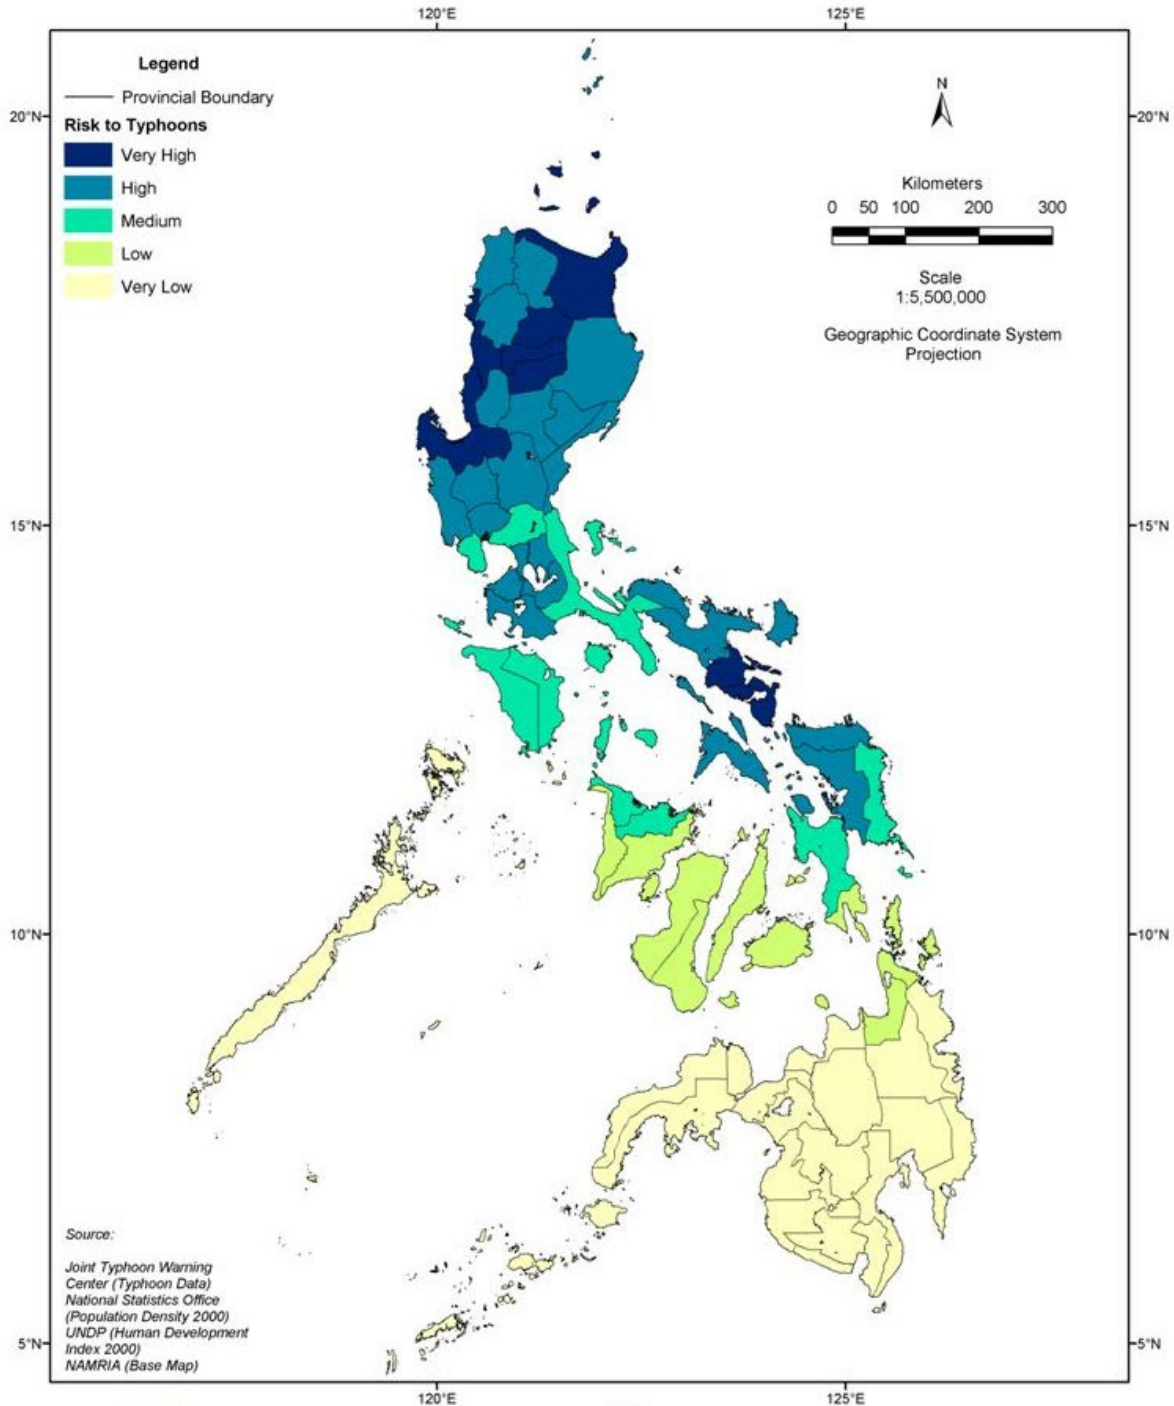 120°E 125°E
Legend
Provincial Boundary
20°N 20°N
Risk to Typhoons
Very High
High
Medium
Low
Very Low
N
Kilometers
0 50 100 200 300
Scale
1:5,500,000
Geographic Coordinate System
Projection
15°N 15°N
10°N 10°N
Source:
Joint Typhoon Warning
Center (Typhoon Data)
National Statistics Office
(Population Density 2000)
UNDP (Human Development
Index 2000)
NAMRIA (Base Map)
5°N 5°N
120°E 125°E